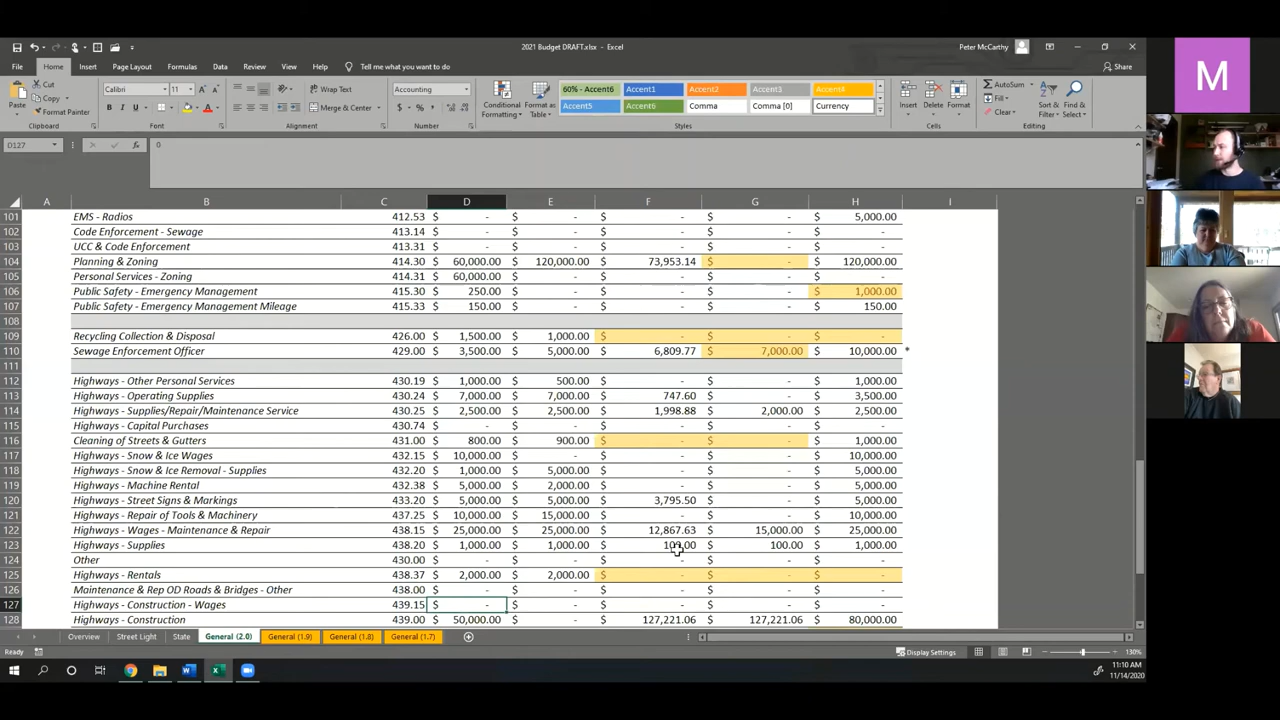 2021 Budget DRAFT.xlsx - Excel
Peter McCarthy
File Home Insert Page Layout Formulas Data Review View Help Tell me what you want to do Share
Paste Cut Copy Format Painter
Calibri 11 Wrap Text Merge & Center
Accounting
Conditional Formatting Format as Table
60% - Accent6 Accent1 Accent2 Accent3 Accent4
Accent5 Accent6 Comma Comma [0] Currency
Insert Delete Format
AutoSum Fill Clear Sort & Filter Find & Select
Clipboard Font Alignment Number Styles Cells Editing
D127 0
A B C D E F G H I
101 EMS - Radios 412.53 $ - $ - $ - $ - $ 5,000.00
102 Code Enforcement - Sewage 413.14 $ - $ - $ - $ - $ -
103 UCC & Code Enforcement 413.31 $ - $ - $ - $ - $ -
104 Planning & Zoning 414.30 $ 60,000.00 $ 120,000.00 $ 73,953.14 $ - $ 120,000.00
105 Personal Services - Zoning 414.31 $ 60,000.00 $ - $ - $ - $ -
106 Public Safety - Emergency Management 415.30 $ 250.00 $ - $ - $ - $ 1,000.00
107 Public Safety - Emergency Management Mileage 415.33 $ 150.00 $ - $ - $ - $ 150.00
108
109 Recycling Collection & Disposal 426.00 $ 1,500.00 $ 1,000.00 $ - $ - $ -
110 Sewage Enforcement Officer 429.00 $ 3,500.00 $ 5,000.00 $ 6,809.77 $ 7,000.00 $ 10,000.00 *
111
112 Highways - Other Personal Services 430.19 $ 1,000.00 $ 500.00 $ - $ - $ 1,000.00
113 Highways - Operating Supplies 430.24 $ 7,000.00 $ 7,000.00 $ 747.60 $ - $ 3,500.00
114 Highways - Supplies/Repair/Maintenance Service 430.25 $ 2,500.00 $ 2,500.00 $ 1,998.88 $ 2,000.00 $ 2,500.00
115 Highways - Capital Purchases 430.74 $ - $ - $ - $ - $ -
116 Cleaning of Streets & Gutters 431.00 $ 800.00 $ 900.00 $ - $ - $ 1,000.00
117 Highways - Snow & Ice Wages 432.15 $ 10,000.00 $ - $ - $ - $ 10,000.00
118 Highways - Snow & Ice Removal - Supplies 432.20 $ 1,000.00 $ 5,000.00 $ - $ - $ 5,000.00
119 Highways - Machine Rental 432.38 $ 5,000.00 $ 2,000.00 $ - $ - $ 5,000.00
120 Highways - Street Signs & Markings 433.20 $ 5,000.00 $ 5,000.00 $ 3,795.50 $ - $ 5,000.00
121 Highways - Repair of Tools & Machinery 437.25 $ 10,000.00 $ 15,000.00 $ - $ - $ 10,000.00
122 Highways - Wages - Maintenance & Repair 438.15 $ 25,000.00 $ 25,000.00 $ 12,867.63 $ 15,000.00 $ 25,000.00
123 Highways - Supplies 438.20 $ 1,000.00 $ 1,000.00 $ $ 100.00 $ 1,000.00
124 Other 430.00 $ - $ - $ - $ - $ -
125 Highways - Rentals 438.37 $ 2,000.00 $ 2,000.00 $ - $ - $ -
126 Maintenance & Rep OD Roads & Bridges - Other 438.00 $ - $ - $ - $ - $ -
127 Highways - Construction - Wages 439.15 $ - $ - $ - $ - $ -
128 Highways - Construction 439.00 $ 50,000.00 $ - $ 127,221.06 $ 127,221.06 $ 80,000.00
Overview Street Light State General (2.0) General (1.9) General (1.8) General (1.7)
Display Settings 130%
11:10 AM
11/14/2020
M